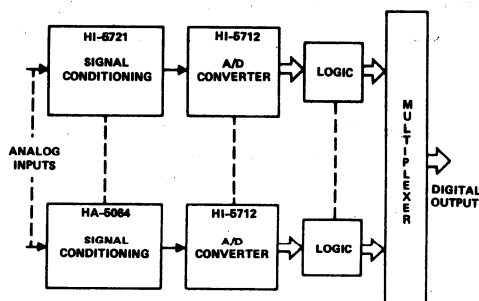 HI-5721
SIGNAL
CONDITIONING
HI-5712
A/D
CONVERTER
LOGIC
MULTIPLEXER
ANALOG
INPUTS
DIGITAL
OUTPUT
HA-5064
SIGNAL
CONDITIONING
HI-5712
A/D
CONVERTER
LOGIC